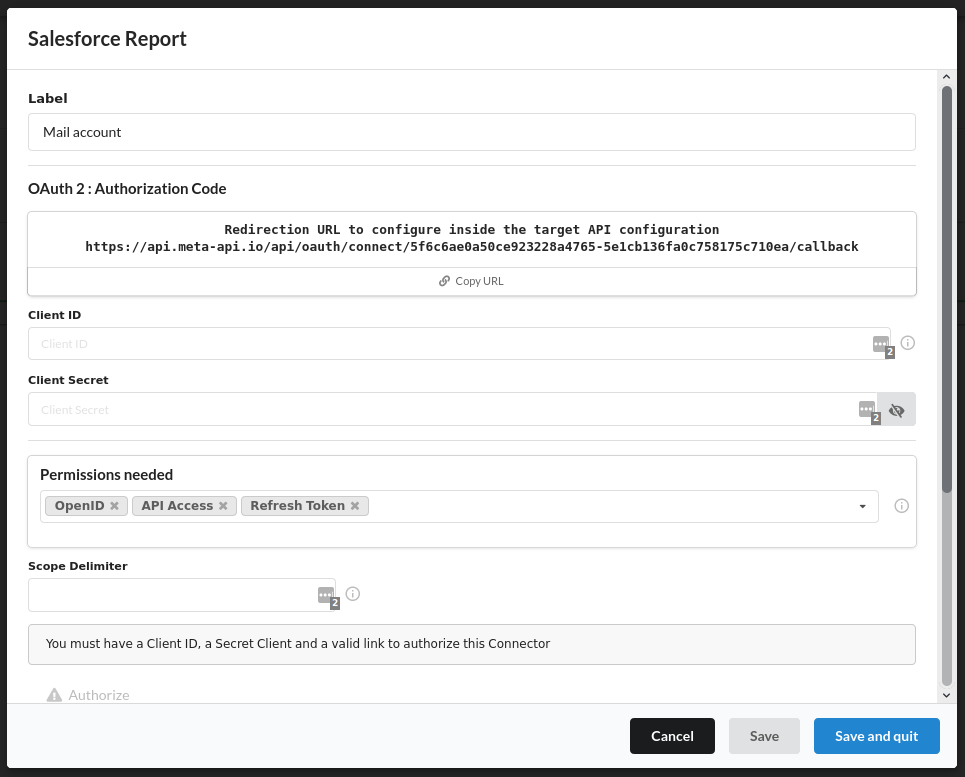 Salesforce Report
Label
Mail account
OAuth 2 : Authorization Code
Redirection URL to configure inside the target API configuration
https://api.meta-api.io/api/oauth/connect/5f6c6ae0a50ce923228a4765-5e1cb136fa0c758175c710ea/callback
Copy URL
Client ID
Client ID
2
Client Secret
Client Secret
2
Permissions needed
OpenID
API Access
Refresh Token
Scope Delimiter
2
You must have a Client ID, a Secret Client and a valid link to authorize this Connector
Authorize
Cancel
Save
Save and quit